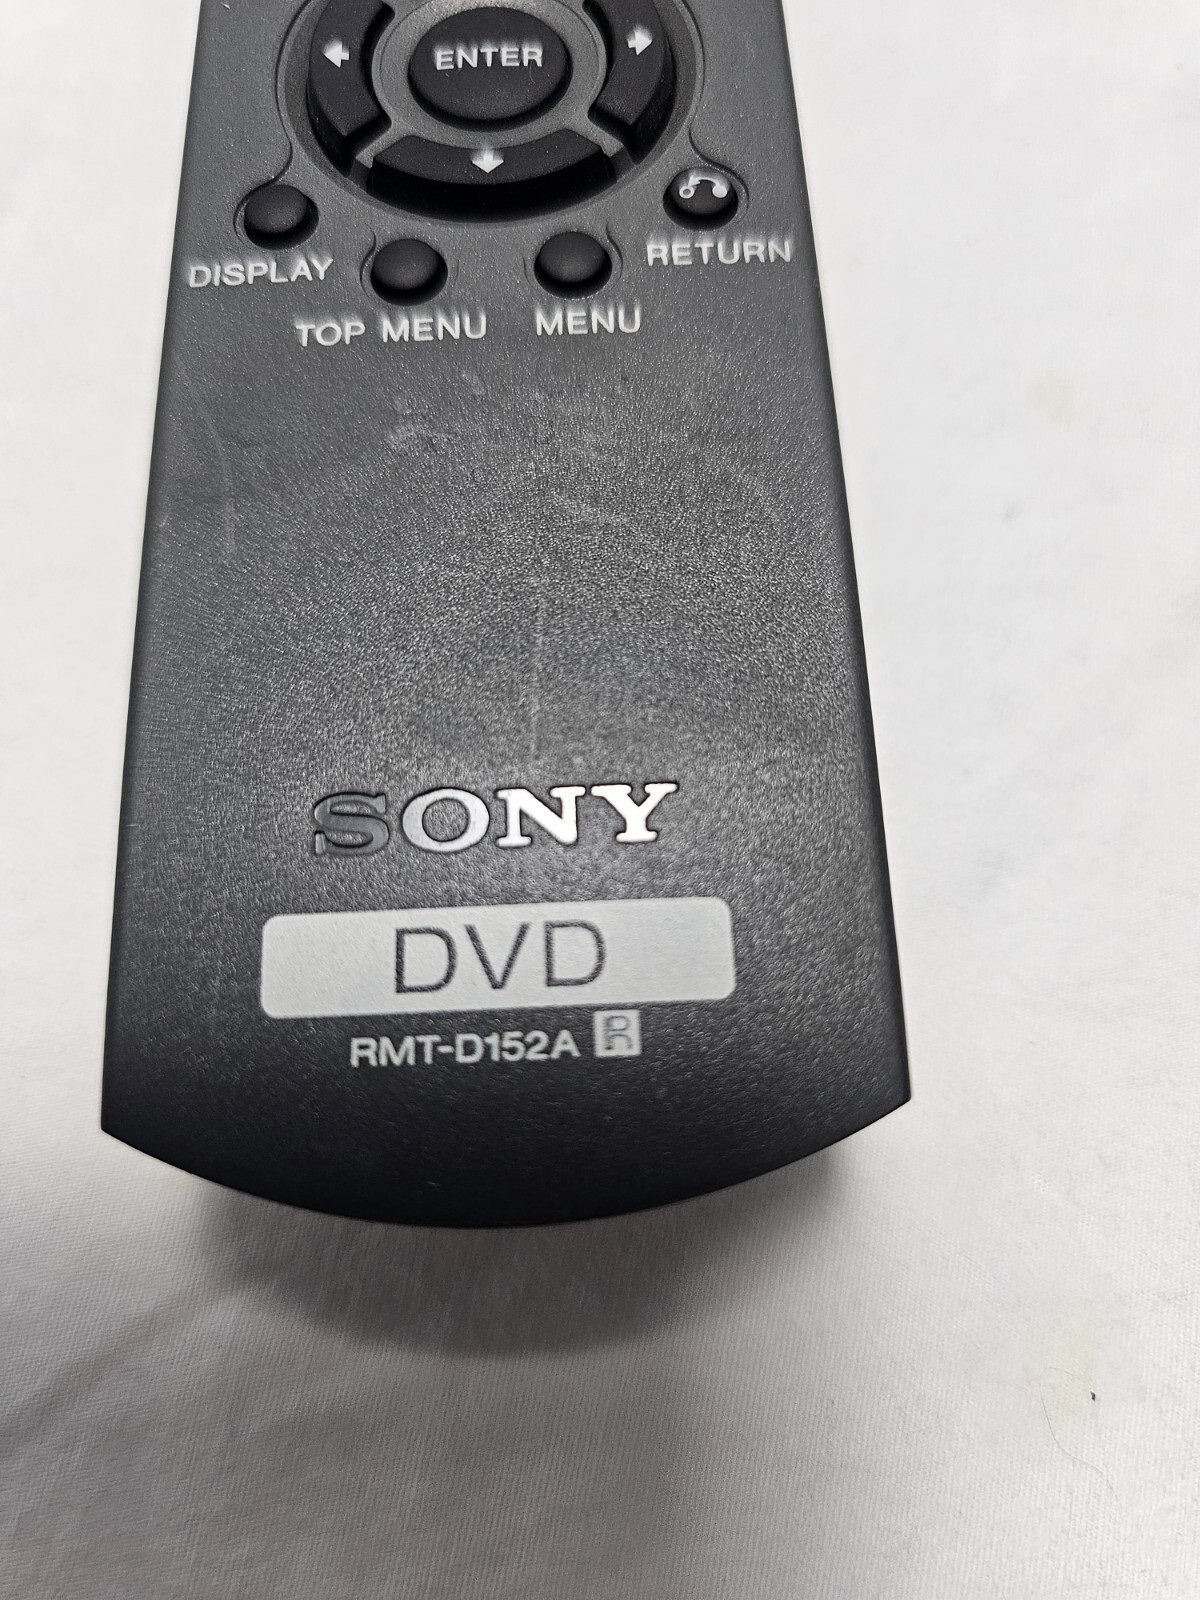 ENTER
DISPLAY
RETURN
TOP MENU
MENU
SONY
DVD
RMT-D152A R